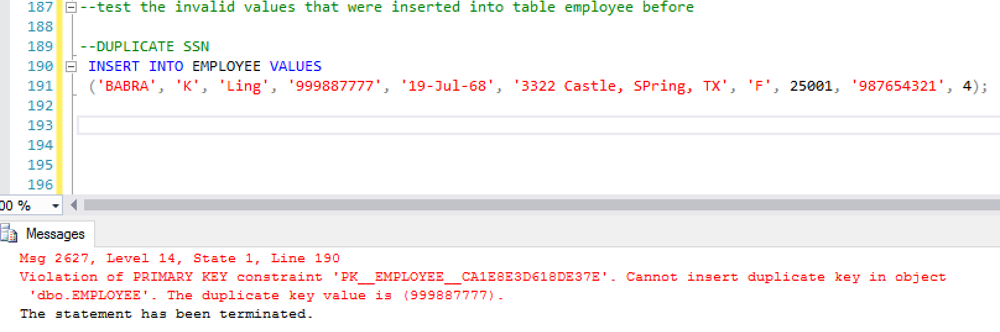 187 --test the invalid values that were inserted into table employee before
188
189 --DUPLICATE SSN
190 INSERT INTO EMPLOYEE VALUES
191 ('BABRA', 'K', 'Ling', '999887777', '19-Jul-68', '3322 Castle, SPring, TX', 'F', 25001, '987654321', 4);
192
193
194
195
196
00 %
Messages
Msg 2627, Level 14, State 1, Line 190
Violation of PRIMARY KEY constraint 'PK__EMPLOYEE__CA1E8E3D618DE37E'. Cannot insert duplicate key in object
'dbo.EMPLOYEE'. The duplicate key value is (999887777).
The statement has been terminated.